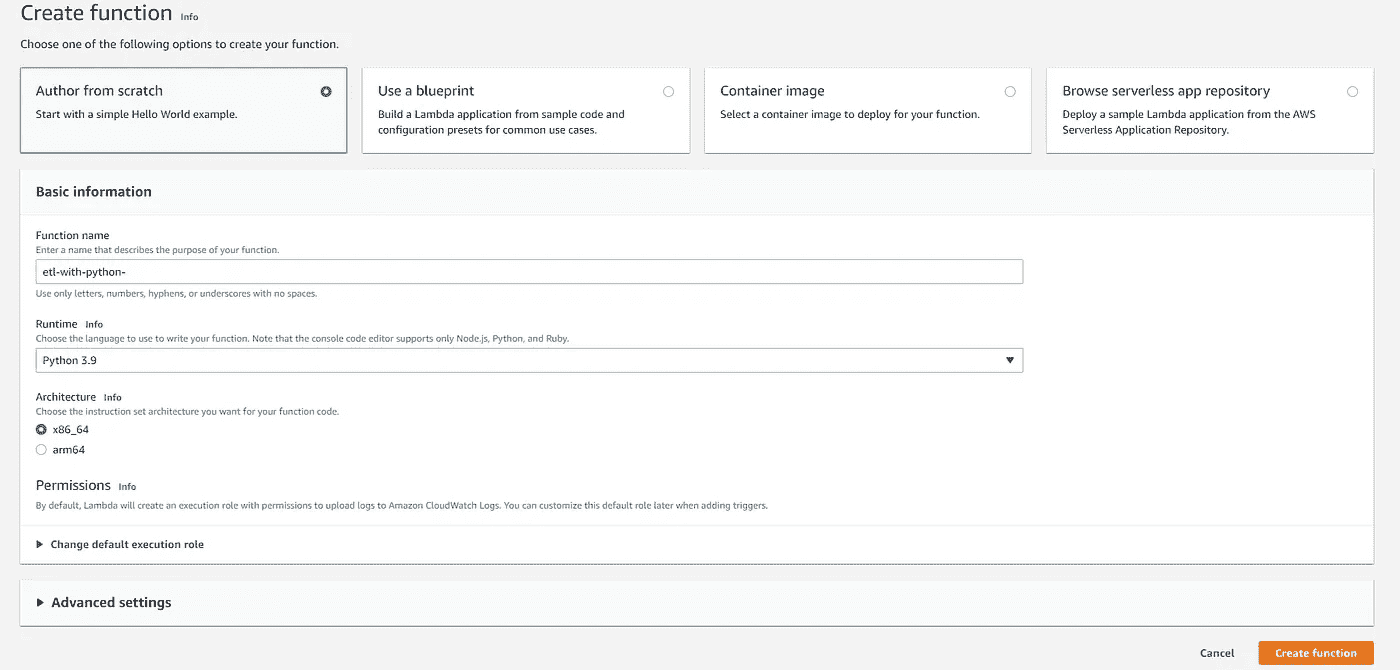 Create function Info
Choose one of the following options to create your function.
Author from scratch
Start with a simple Hello World example.
Use a blueprint
Build a Lambda application from sample code and
configuration presets for common use cases.
Container image
Select a container image to deploy for your function.
Browse serverless app repository
Deploy a sample Lambda application from the AWS
Serverless Application Repository.
Basic information
Function name
Enter a name that describes the purpose of your function.
etl-with-python-
Use only letters, numbers, hyphens, or underscores with no spaces.
Runtime Info
Choose the language to use to write your function. Note that the console code editor supports only Node.js, Python, and Ruby.
Python 3.9
Architecture Info
Choose the instruction set architecture you want for your function code.
x86_64
arm64
Permissions Info
By default, Lambda will create an execution role with permissions to upload logs to Amazon CloudWatch Logs. You can customize this default role later when adding triggers.
Change default execution role
Advanced settings
Cancel
Create function